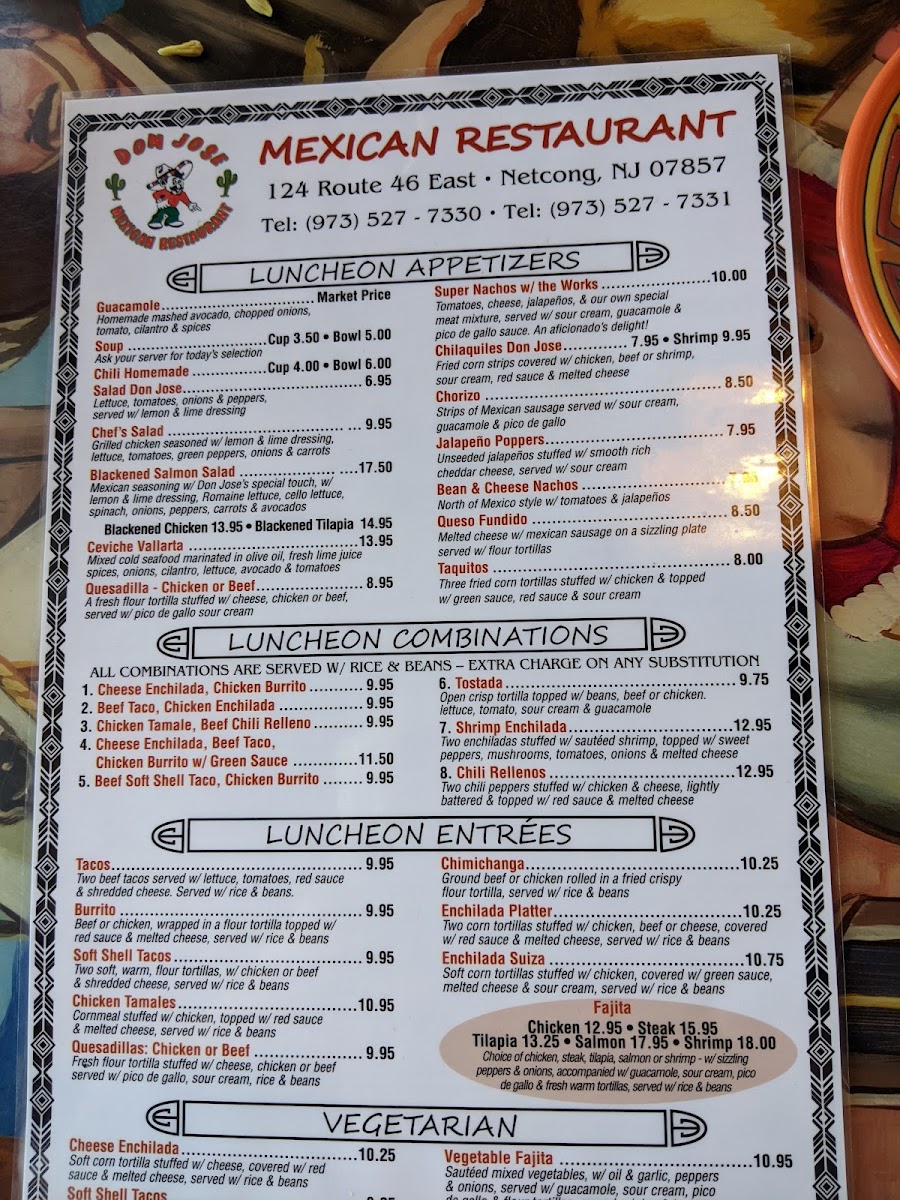 DON JOSE
MEXICAN RESTAURANT
MEXICAN RESTAURANT
124 Route 46 East • Netcong, NJ 07857
Tel: (973) 527 - 7330 • Tel: (973) 527 - 7331
LUNCHEON APPETIZERS
Guacamole Market Price
Homemade mashed avocado, chopped onions,
tomato, cilantro & spices
Soup Cup 3.50 • Bowl 5.00
Ask your server for today's selection
Chili Homemade Cup 4.00 • Bowl 6.00
Salad Don Jose 6.95
Lettuce, tomatoes, onions & peppers,
served w/ lemon & lime dressing
Chef's Salad 9.95
Grilled chicken seasoned w/ lemon & lime dressing,
lettuce, tomatoes, green peppers, onions & carrots
Blackened Salmon Salad 17.50
Mexican seasoning w/ Don Jose's special touch, w/
lemon & lime dressing, Romaine lettuce, cello lettuce,
spinach, onions, peppers, carrots & avocados
Blackened Chicken 13.95 • Blackened Tilapia 14.95
Ceviche Vallarta 13.95
Mixed cold seafood marinated in olive oil, fresh lime juice
spices, onions, cilantro, lettuce, avocado & tomatoes
Quesadilla - Chicken or Beef 8.95
A fresh flour tortilla stuffed w/ cheese, chicken or beef,
served w/ pico de gallo sour cream
Super Nachos w/ the Works 10.00
Tomatoes, cheese, jalapeños, & our own special
meat mixture, served w/ sour cream, guacamole &
pico de gallo sauce. An aficionado's delight!
Chilaquiles Don Jose 7.95 • Shrimp 9.95
Fried corn strips covered w/ chicken, beef or shrimp,
sour cream, red sauce & melted cheese
Chorizo 8.50
Strips of Mexican sausage served w/ sour cream,
guacamole & pico de gallo
Jalapeño Poppers 7.95
Unseeded jalapeños stuffed w/ smooth rich
cheddar cheese, served w/ sour cream
Bean & Cheese Nachos
North of Mexico style w/ tomatoes & jalapeños
Queso Fundido 8.50
Melted cheese w/ mexican sausage on a sizzling plate
served w/ flour tortillas
Taquitos 8.00
Three fried corn tortillas stuffed w/ chicken & topped
w/ green sauce, red sauce & sour cream
LUNCHEON COMBINATIONS
ALL COMBINATIONS ARE SERVED W/ RICE & BEANS – EXTRA CHARGE ON ANY SUBSTITUTION
1. Cheese Enchilada, Chicken Burrito 9.95
2. Beef Taco, Chicken Enchilada 9.95
3. Chicken Tamale, Beef Chili Relleno 9.95
4. Cheese Enchilada, Beef Taco,
Chicken Burrito w/ Green Sauce 11.50
5. Beef Soft Shell Taco, Chicken Burrito 9.95
6. Tostada 9.75
Open crisp tortilla topped w/ beans, beef or chicken.
lettuce, tomato, sour cream & guacamole
7. Shrimp Enchilada 12.95
Two enchiladas stuffed w/ sautéed shrimp, topped w/ sweet
peppers, mushrooms, tomatoes, onions & melted cheese
8. Chili Rellenos 12.95
Two chili peppers stuffed w/ chicken & cheese, lightly
battered & topped w/ red sauce & melted cheese
LUNCHEON ENTRÉES
Tacos 9.95
Two beef tacos served w/ lettuce, tomatoes, red sauce
& shredded cheese. Served w/ rice & beans.
Burrito 9.95
Beef or chicken, wrapped in a flour tortilla topped w/
red sauce & melted cheese, served w/ rice & beans
Soft Shell Tacos 9.95
Two soft, warm, flour tortillas, w/ chicken or beef
& shredded cheese, served w/ rice & beans
Chicken Tamales 10.95
Cornmeal stuffed w/ chicken, topped w/ red sauce
& melted cheese, served w/ rice & beans
Quesadillas: Chicken or Beef 9.95
Fresh flour tortilla stuffed w/ cheese, chicken or beef
served w/ pico de gallo, sour cream, rice & beans
Chimichanga 10.25
Ground beef or chicken rolled in a fried crispy
flour tortilla, served w/ rice & beans
Enchilada Platter 10.25
Two corn tortillas stuffed w/ chicken, beef or cheese, covered
w/ red sauce & melted cheese, served w/ rice & beans
Enchilada Suiza 10.75
Soft corn tortillas stuffed w/ chicken, covered w/ green sauce,
melted cheese & sour cream, served w/ rice & beans
Fajita
Chicken 12.95 • Steak 15.95
Tilapia 13.25 • Salmon 17.95 • Shrimp 18.00
Choice of chicken, steak, tilapia, salmon or shrimp - w/ sizzling
peppers & onions, accompanied w/ guacamole, sour cream, pico
de gallo & fresh warm tortillas, served w/ rice & beans
VEGETARIAN
Cheese Enchilada 10.25
Soft corn tortilla stuffed w/ cheese, covered w/ red
sauce & melted cheese, served w/ rice & beans
Soft Shell Tacos
Vegetable Fajita 10.95
Sautéed mixed vegetables, w/ oil & garlic, peppers
& onions, served w/ guacamole, sour cream, pico